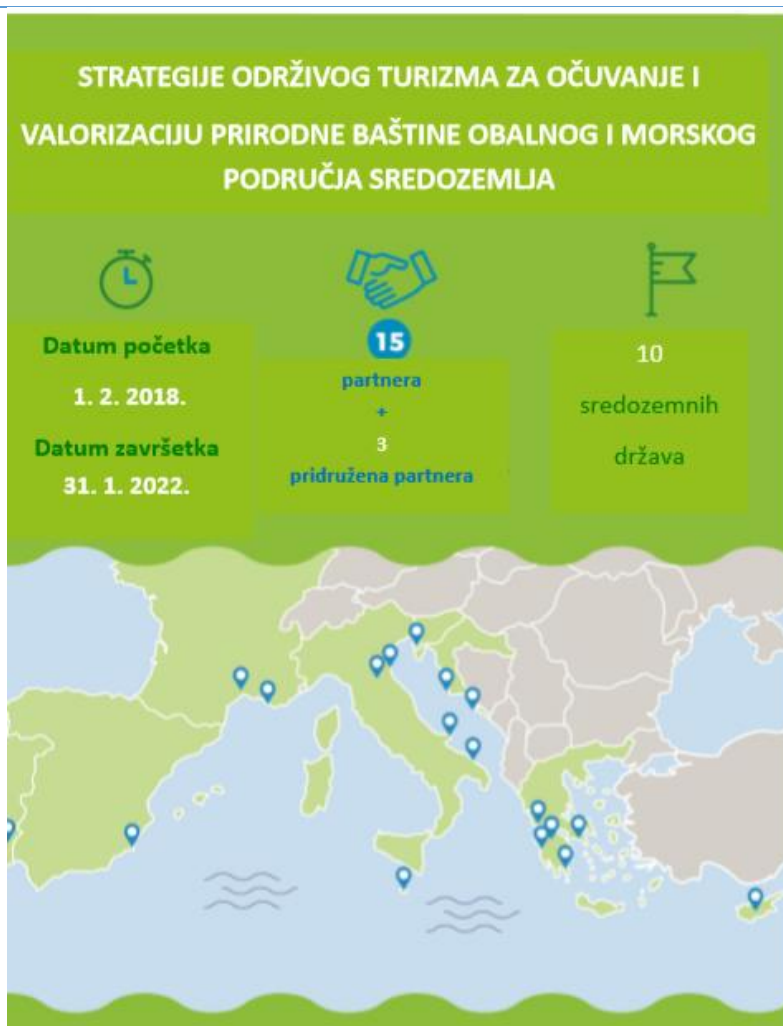 STRATEGIJE ODRŽIVOG TURIZMA ZA OČUVANJE I
VALORIZACIJU PRIRODNE BAŠTINE OBALNOG I MORSKOG
PODRUČJA SREDOZEMLJA
Datum početka
1. 2. 2018.
Datum završetka
31. 1. 2022.
15
partnera
+
3
pridružena partnera
10
sredozemnih
država